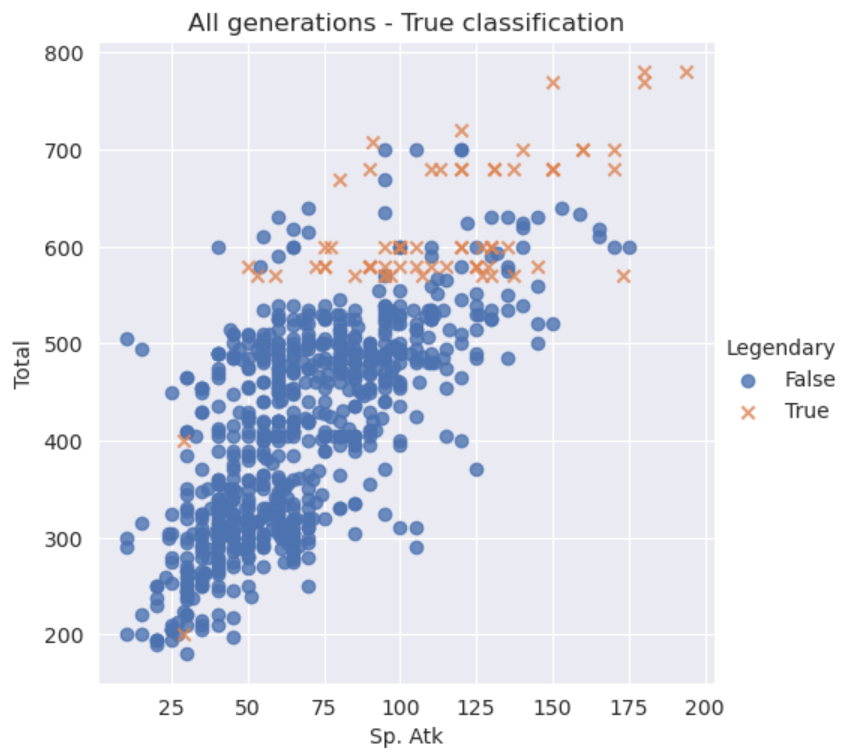 All generations - True classification
800
700
600
500
400
300
200
Total
25 50 75 100 125 150 175 200
Sp. Atk
Legendary
False
True